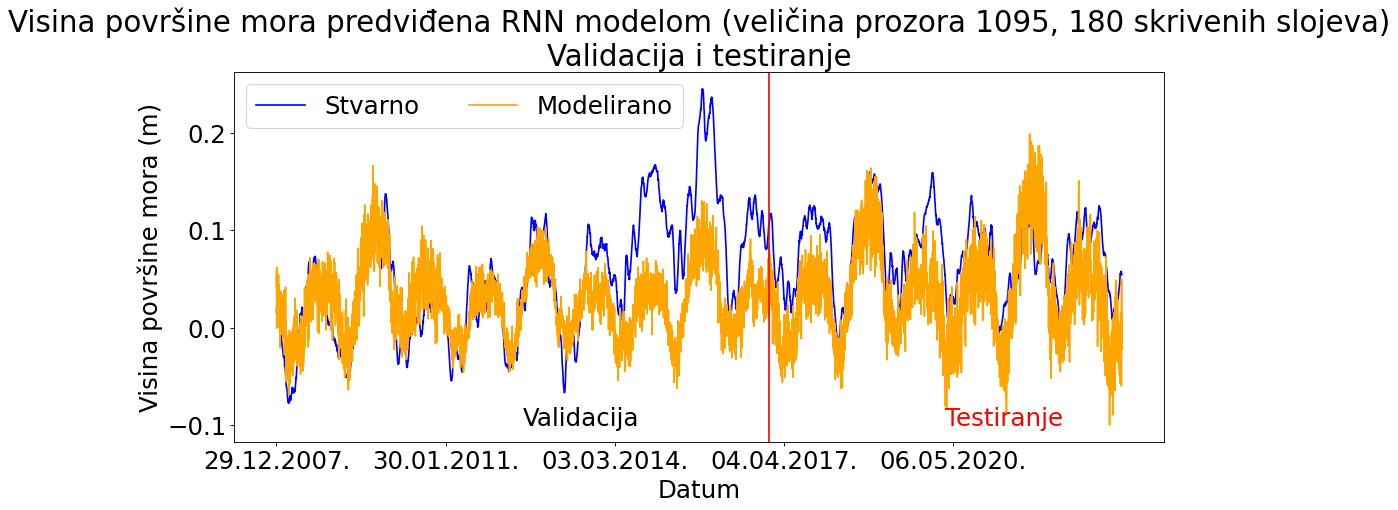 Visina površine mora predviđena RNN modelom (veličina prozora 1095, 180 skrivenih slojeva)
Validacija i testiranje
Stvarno
Modelirano
Visina površine mora (m)
0.2
0.1
0.0
−0.1
Validacija
Testiranje
29.12.2007.
30.01.2011.
03.03.2014.
04.04.2017.
06.05.2020.
Datum